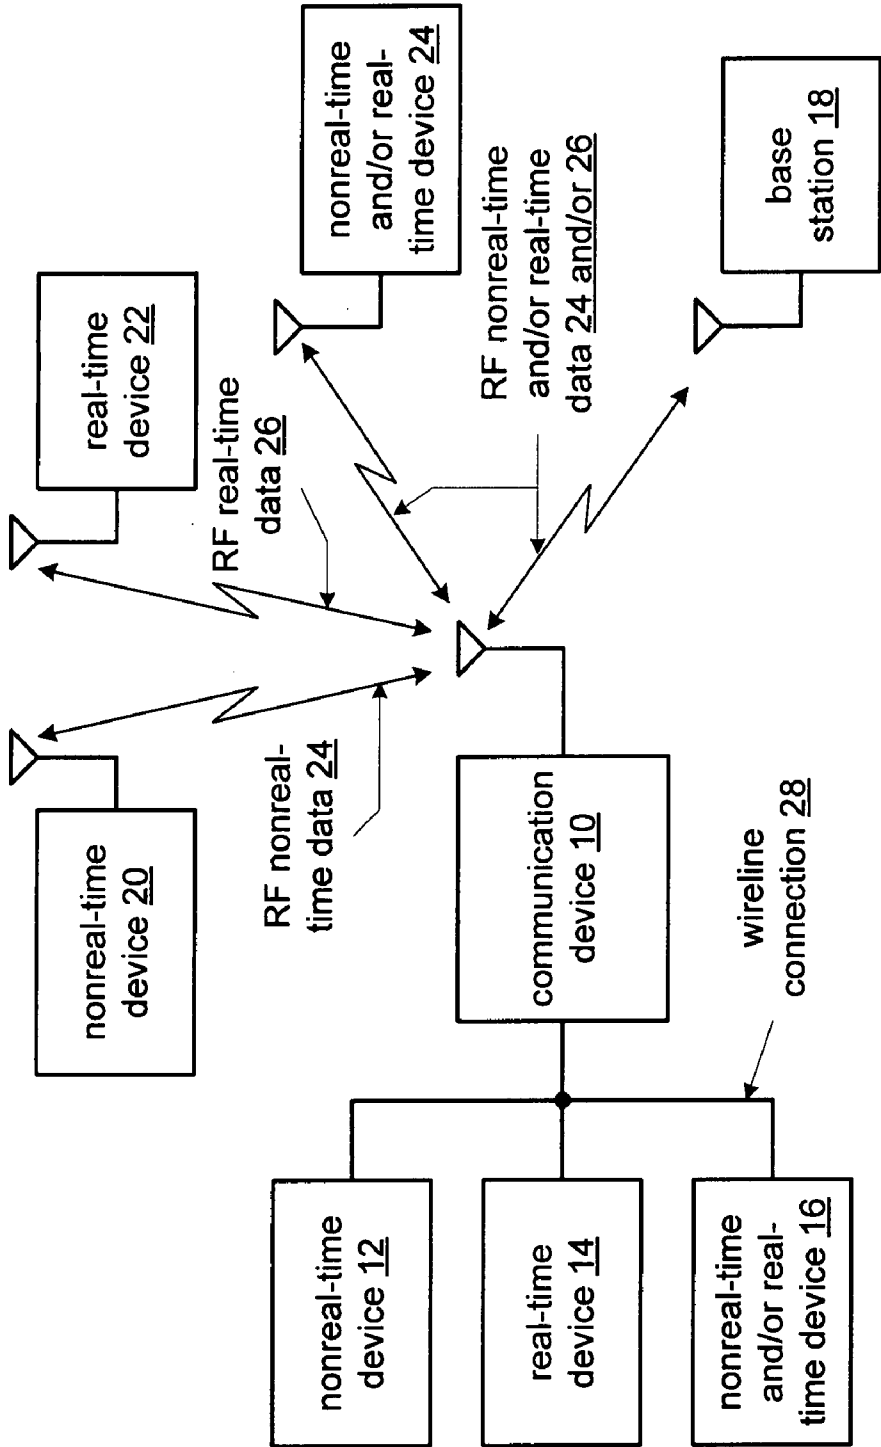 nonreal-time
device 20
real-time
device 22
RF nonreal-
time data 24
RF real-time
data 26
nonreal-time
and/or real-
time device 24
nonreal-time
device 12
real-time
device 14
nonreal-time
and/or real-
time device 16
communication
device 10
wireline
connection 28
RF nonreal-time
and/or real-time
data 24 and/or 26
base
station 18